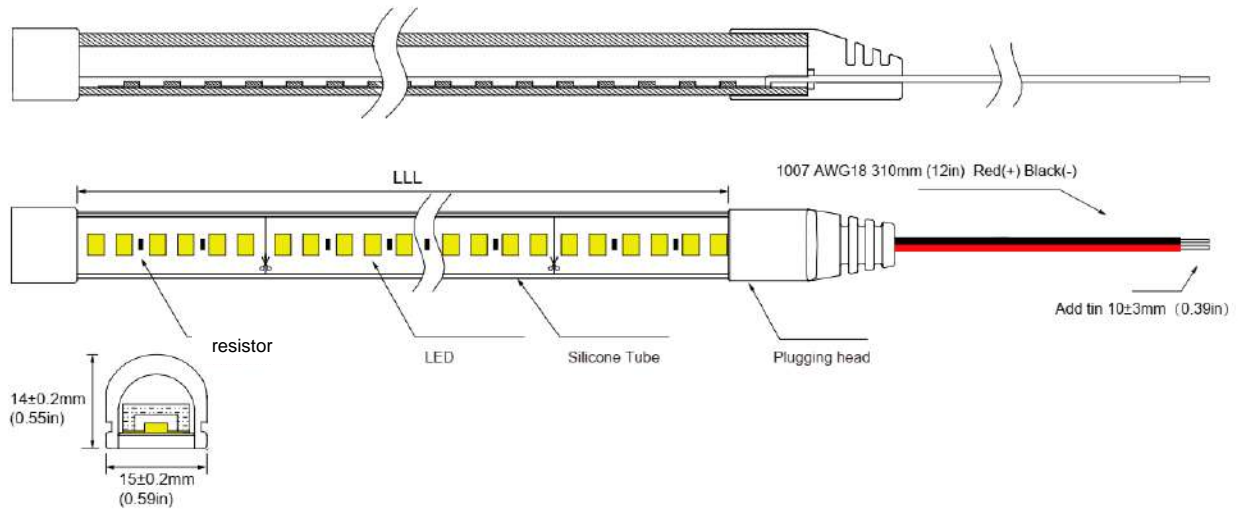 1007 AWG18 310mm (12in) Red(+) Black(-)
LLL
Add tin 10±3mm（0.39in）
resistor
LED
Silicone Tube
Plugging head
14±0.2mm
(0.55in)
15±0.2mm
(0.59in)